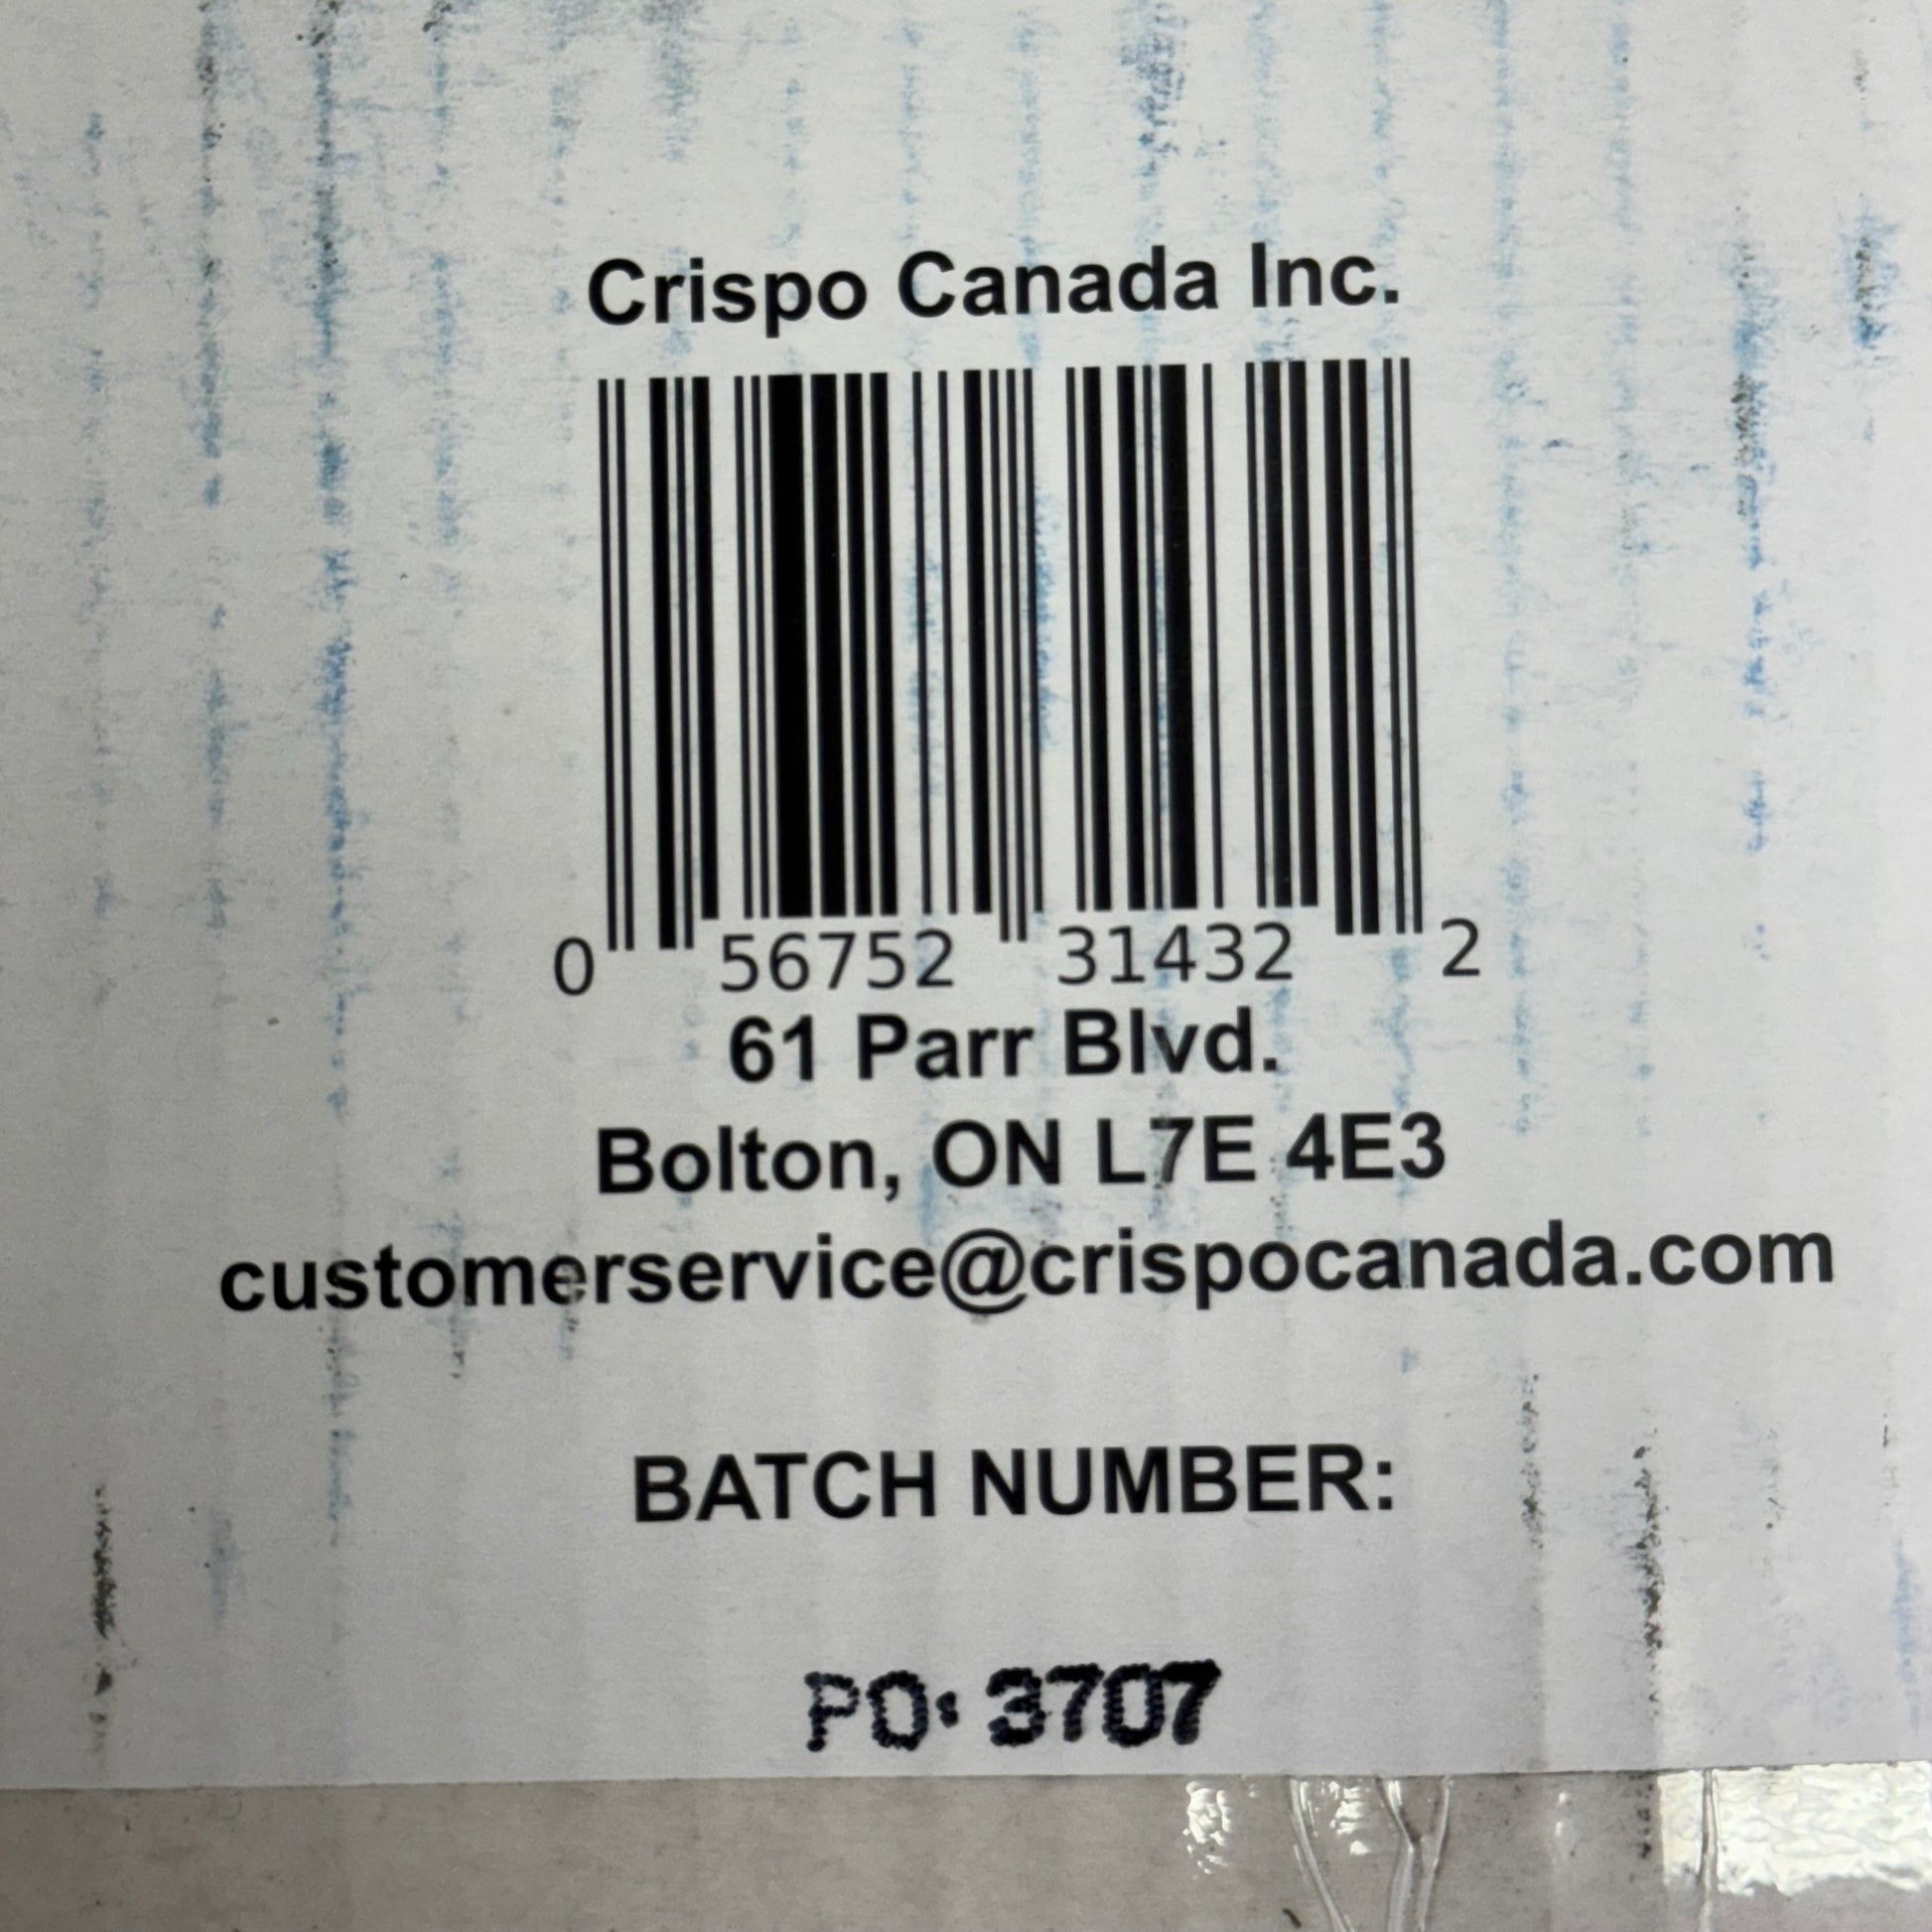 Crispo Canada Inc.
0 56752 31432 2
61 Parr Blvd.
Bolton, ON L7E 4E3
customerservice@crispocanada.com
BATCH NUMBER:
PO: 3707